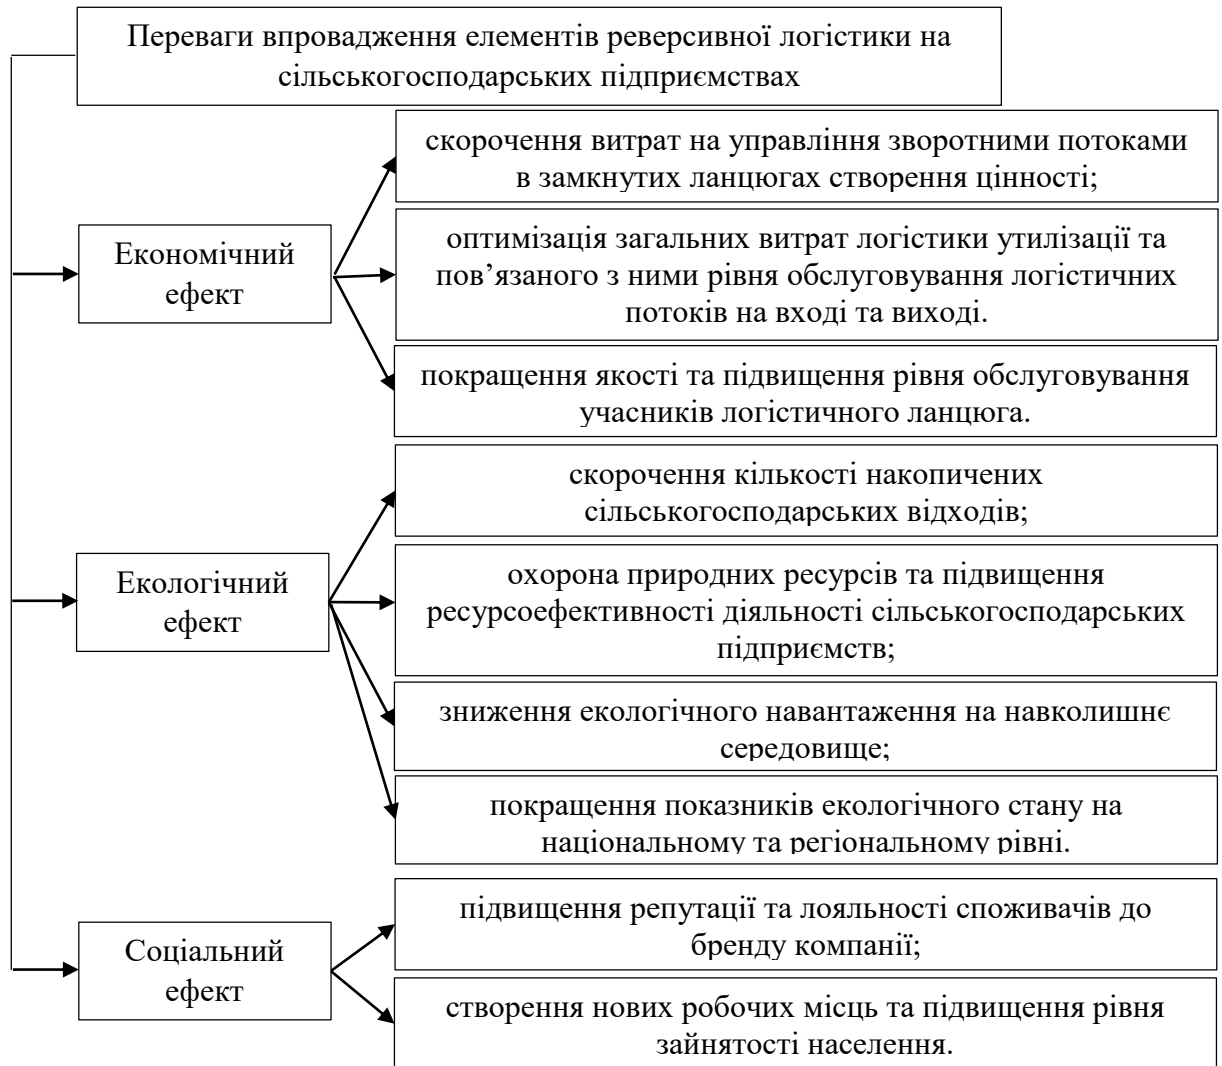 Переваги впровадження елементів реверсивної логістики на
сільськогосподарських підприємствах
Економічний
ефект
скорочення витрат на управління зворотними потоками
в замкнутих ланцюгах створення цінності;
оптимізація загальних витрат логістики утилізації та
пов’язаного з ними рівня обслуговування логістичних
потоків на вході та виході.
покращення якості та підвищення рівня обслуговування
учасників логістичного ланцюга.
Екологічний
ефект
скорочення кількості накопичених
сільськогосподарських відходів;
охорона природних ресурсів та підвищення
ресурсоефективності діяльності сільськогосподарських
підприємств;
зниження екологічного навантаження на навколишнє
середовище;
покращення показників екологічного стану на
національному та регіональному рівні.
Соціальний
ефект
підвищення репутації та лояльності споживачів до
бренду компанії;
створення нових робочих місць та підвищення рівня
зайнятості населення.